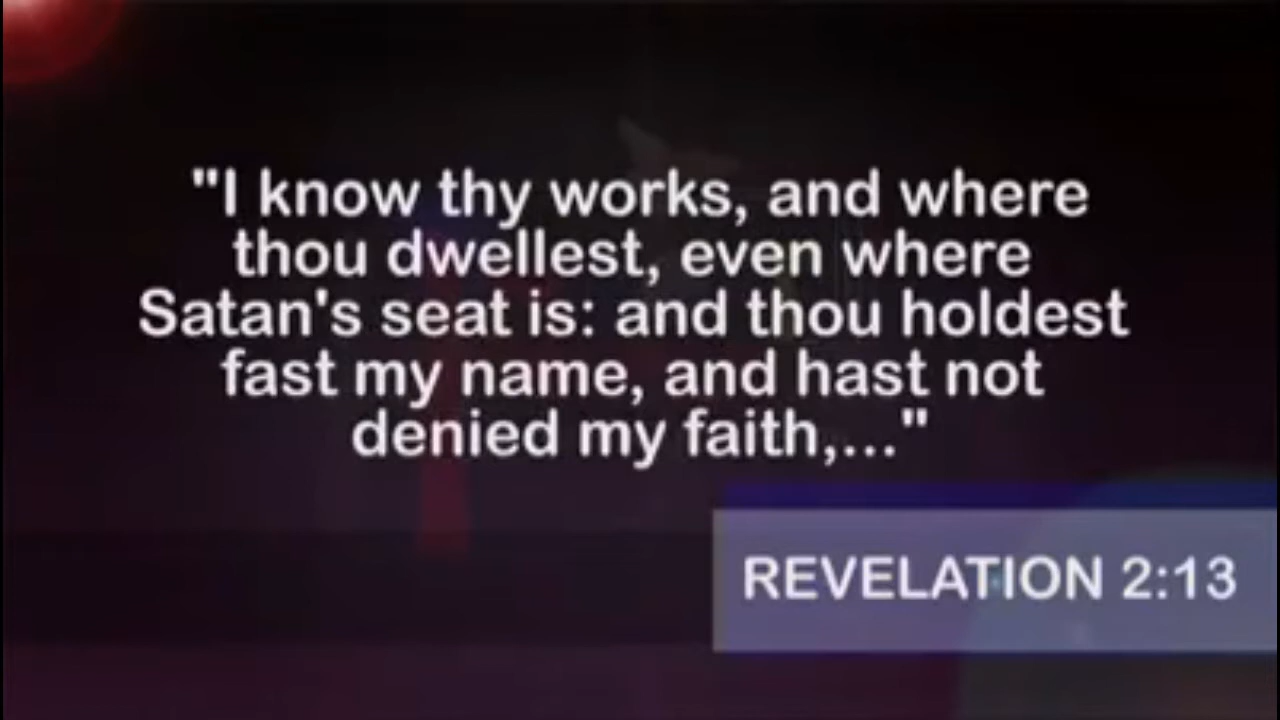 "I know thy works, and where
thou dwellest, even where
Satan's seat is: and thou holdest
fast my name, and hast not
denied my faith,..."
REVELATION 2:13